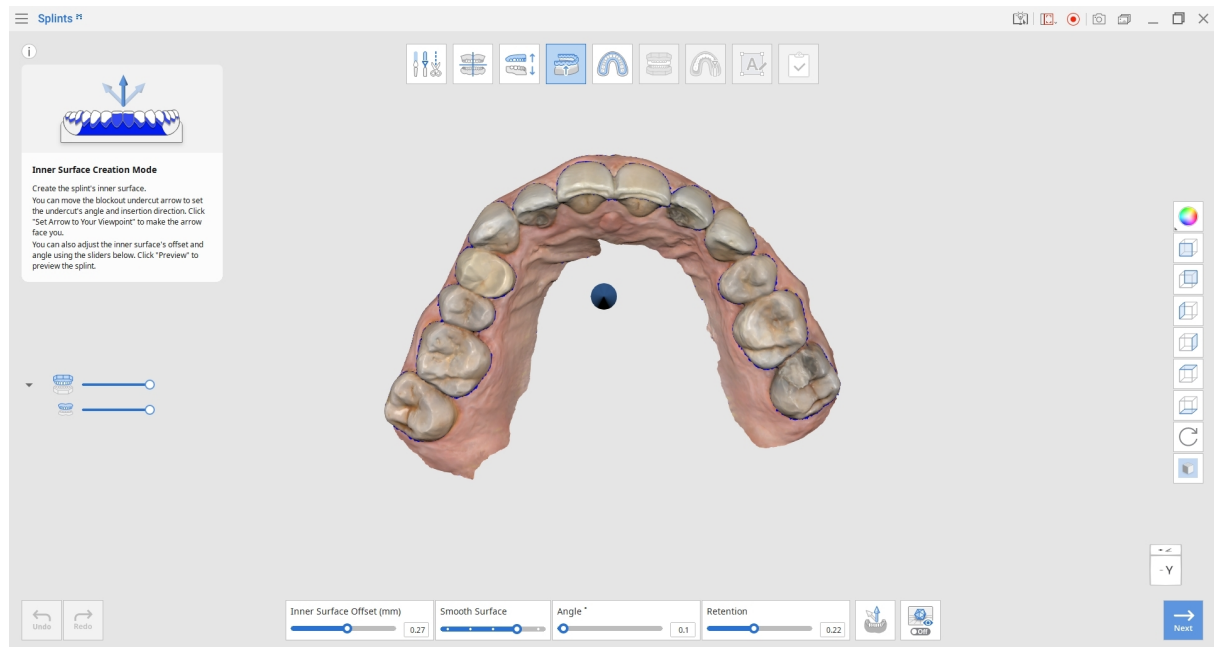 Splints
Inner Surface Creation Mode
Create the splint's inner surface.
You can move the blockout undercut arrow to set
the undercut's angle and insertion direction. Click
"Set Arrow to Your Viewpoint" to make the arrow
face you.
You can also adjust the inner surface's offset and
angle using the sliders below. Click "Preview" to
preview the splint.
- Y
Undo
Redo
Inner Surface Offset (mm)
0.27
Smooth Surface
Angle °
0.1
Retention
0.22
Off
Next